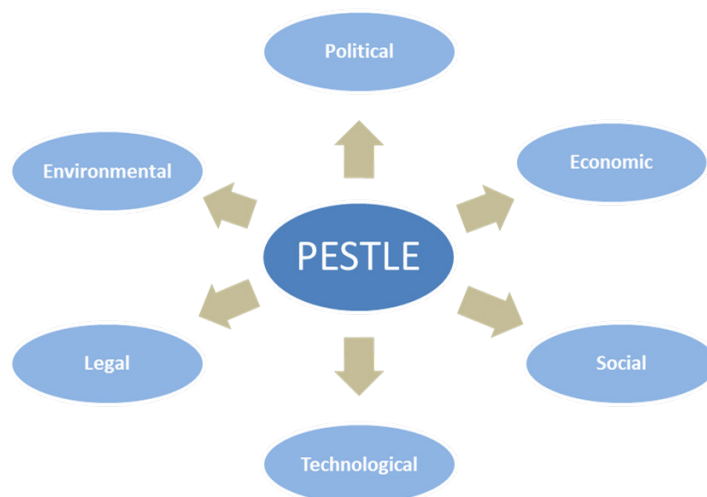 Political
Environmental
Economic
PESTLE
Legal
Social
Technological